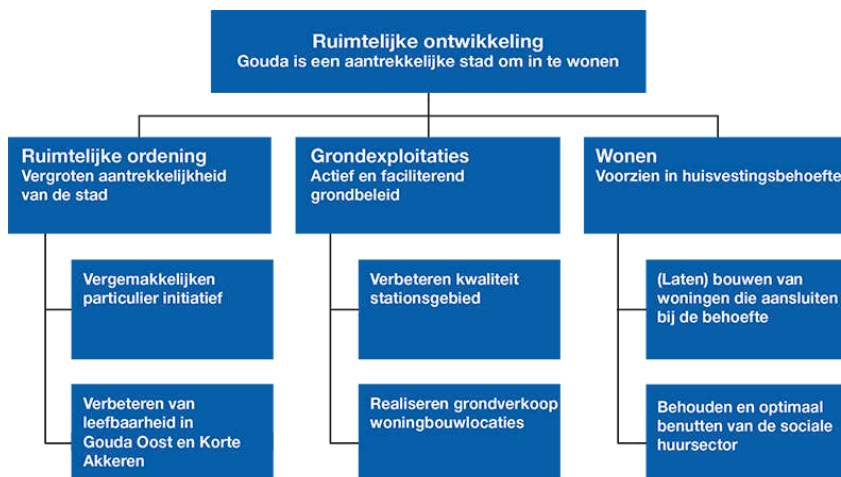 Ruimtelijke ontwikkeling
Gouda is een aantrekkelijke stad om in te wonen
Ruimtelijke ordening
Vergroten aantrekkelijkheid
van de stad
Vergemakkelijken
particulier initiatief
Verbeteren van
leefbaarheid in
Gouda Oost en Korte
Akkeren
Grondexploitaties
Actief en faciliterend
grondbeleid
Verbeteren kwaliteit
stationsgebied
Realiseren grondverkoop
woningbouwlocaties
Wonen
Voorzien in huisvestingsbehoefte
(Laten) bouwen van
woningen die aansluiten
bij de behoefte
Behouden en optimaal
benutten van de sociale
huursector